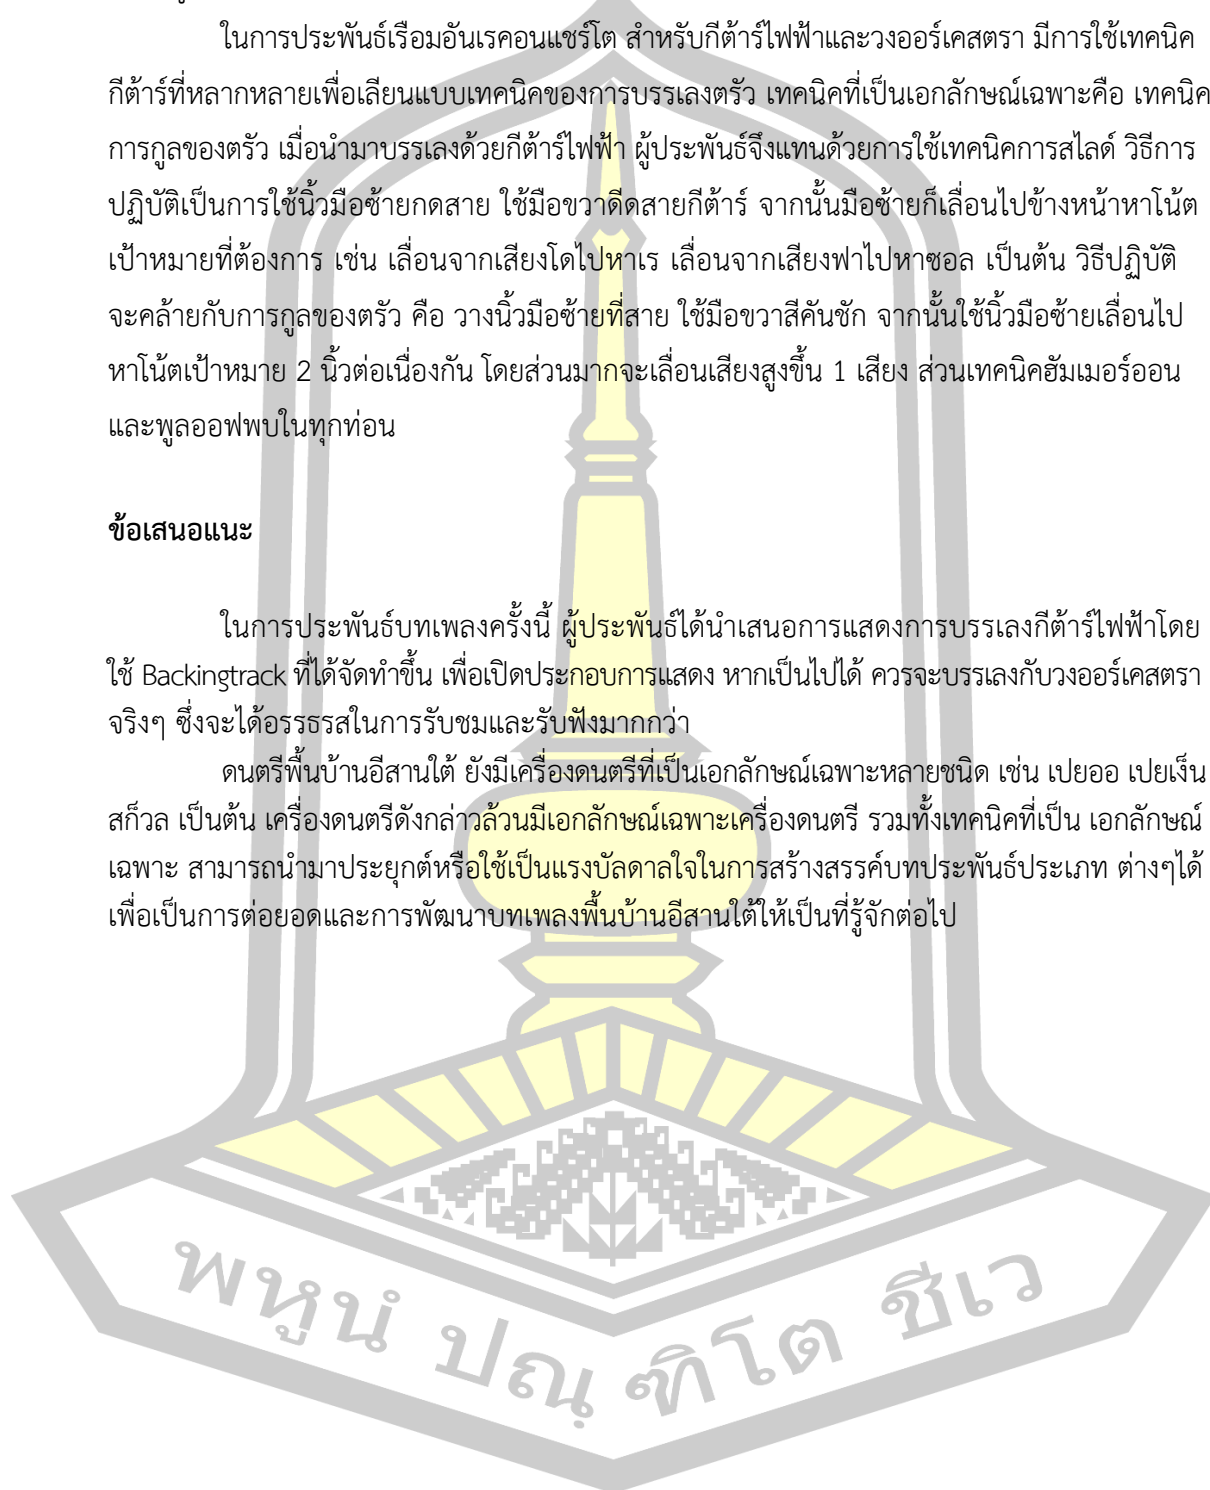 ในการประพันธ์เรือมอันเรคอนแชร์โต สำหรับกีต้าร์ไฟฟ้าและวงออร์เคสตรา มีการใช้เทคนิค
กีต้าร์ที่หลากหลายเพื่อเลียนแบบเทคนิคของการบรรเลงตรัว เทคนิคที่เป็นเอกลักษณ์เฉพาะคือ เทคนิค
การกูลของตรัว เมื่อนำมาบรรเลงด้วยกีต้าร์ไฟฟ้า ผู้ประพันธ์จึงแทนด้วยการใช้เทคนิคการสไลด์ วิธีการ
ปฏิบัติเป็นการใช้นิ้วมือซ้ายกดสาย ใช้มือขวาดีดสายกีต้าร์ จากนั้นมือซ้ายก็เลื่อนไปข้างหน้าหาโน้ต
เป้าหมายที่ต้องการ เช่น เลื่อนจากเสียงโดไปหาเร เลื่อนจากเสียงฟาไปหาซอล เป็นต้น วิธีปฏิบัติ
จะคล้ายกับการกูลของตรัว คือ วางนิ้วมือซ้ายที่สาย ใช้มือขวาสีคันชัก จากนั้นใช้นิ้วมือซ้ายเลื่อนไป
หาโน้ตเป้าหมาย 2 นิ้วต่อเนื่องกัน โดยส่วนมากจะเลื่อนเสียงสูงขึ้น 1 เสียง ส่วนเทคนิคฮัมเมอร์ออน
และพูลออฟพบในทุกท่อน
ข้อเสนอแนะ
ในการประพันธ์บทเพลงครั้งนี้ ผู้ประพันธ์ได้นำเสนอการแสดงการบรรเลงกีต้าร์ไฟฟ้าโดย
ใช้ Backingtrack ที่ได้จัดทำขึ้น เพื่อเปิดประกอบการแสดง หากเป็นไปได้ ควรจะบรรเลงกับวงออร์เคสตรา
จริงๆ ซึ่งจะได้อรรธรสในการรับชมและรับฟังมากกว่า
ดนตรีพื้นบ้านอีสานใต้ ยังมีเครื่องดนตรีที่เป็นเอกลักษณ์เฉพาะหลายชนิด เช่น เปยออ เปยเง็น
สก็วล เป็นต้น เครื่องดนตรีดังกล่าวล้วนมีเอกลักษณ์เฉพาะเครื่องดนตรี รวมทั้งเทคนิคที่เป็น เอกลักษณ์
เฉพาะ สามารถนำมาประยุกต์หรือใช้เป็นแรงบัลดาลใจในการสร้างสรรค์บทประพันธ์ประเภท ต่างๆได้
เพื่อเป็นการต่อยอดและการพัฒนาบทเพลงพื้นบ้านอีสานใต้ให้เป็นที่รู้จักต่อไป
พหูนํ ปณฺฑิโต ชีเว